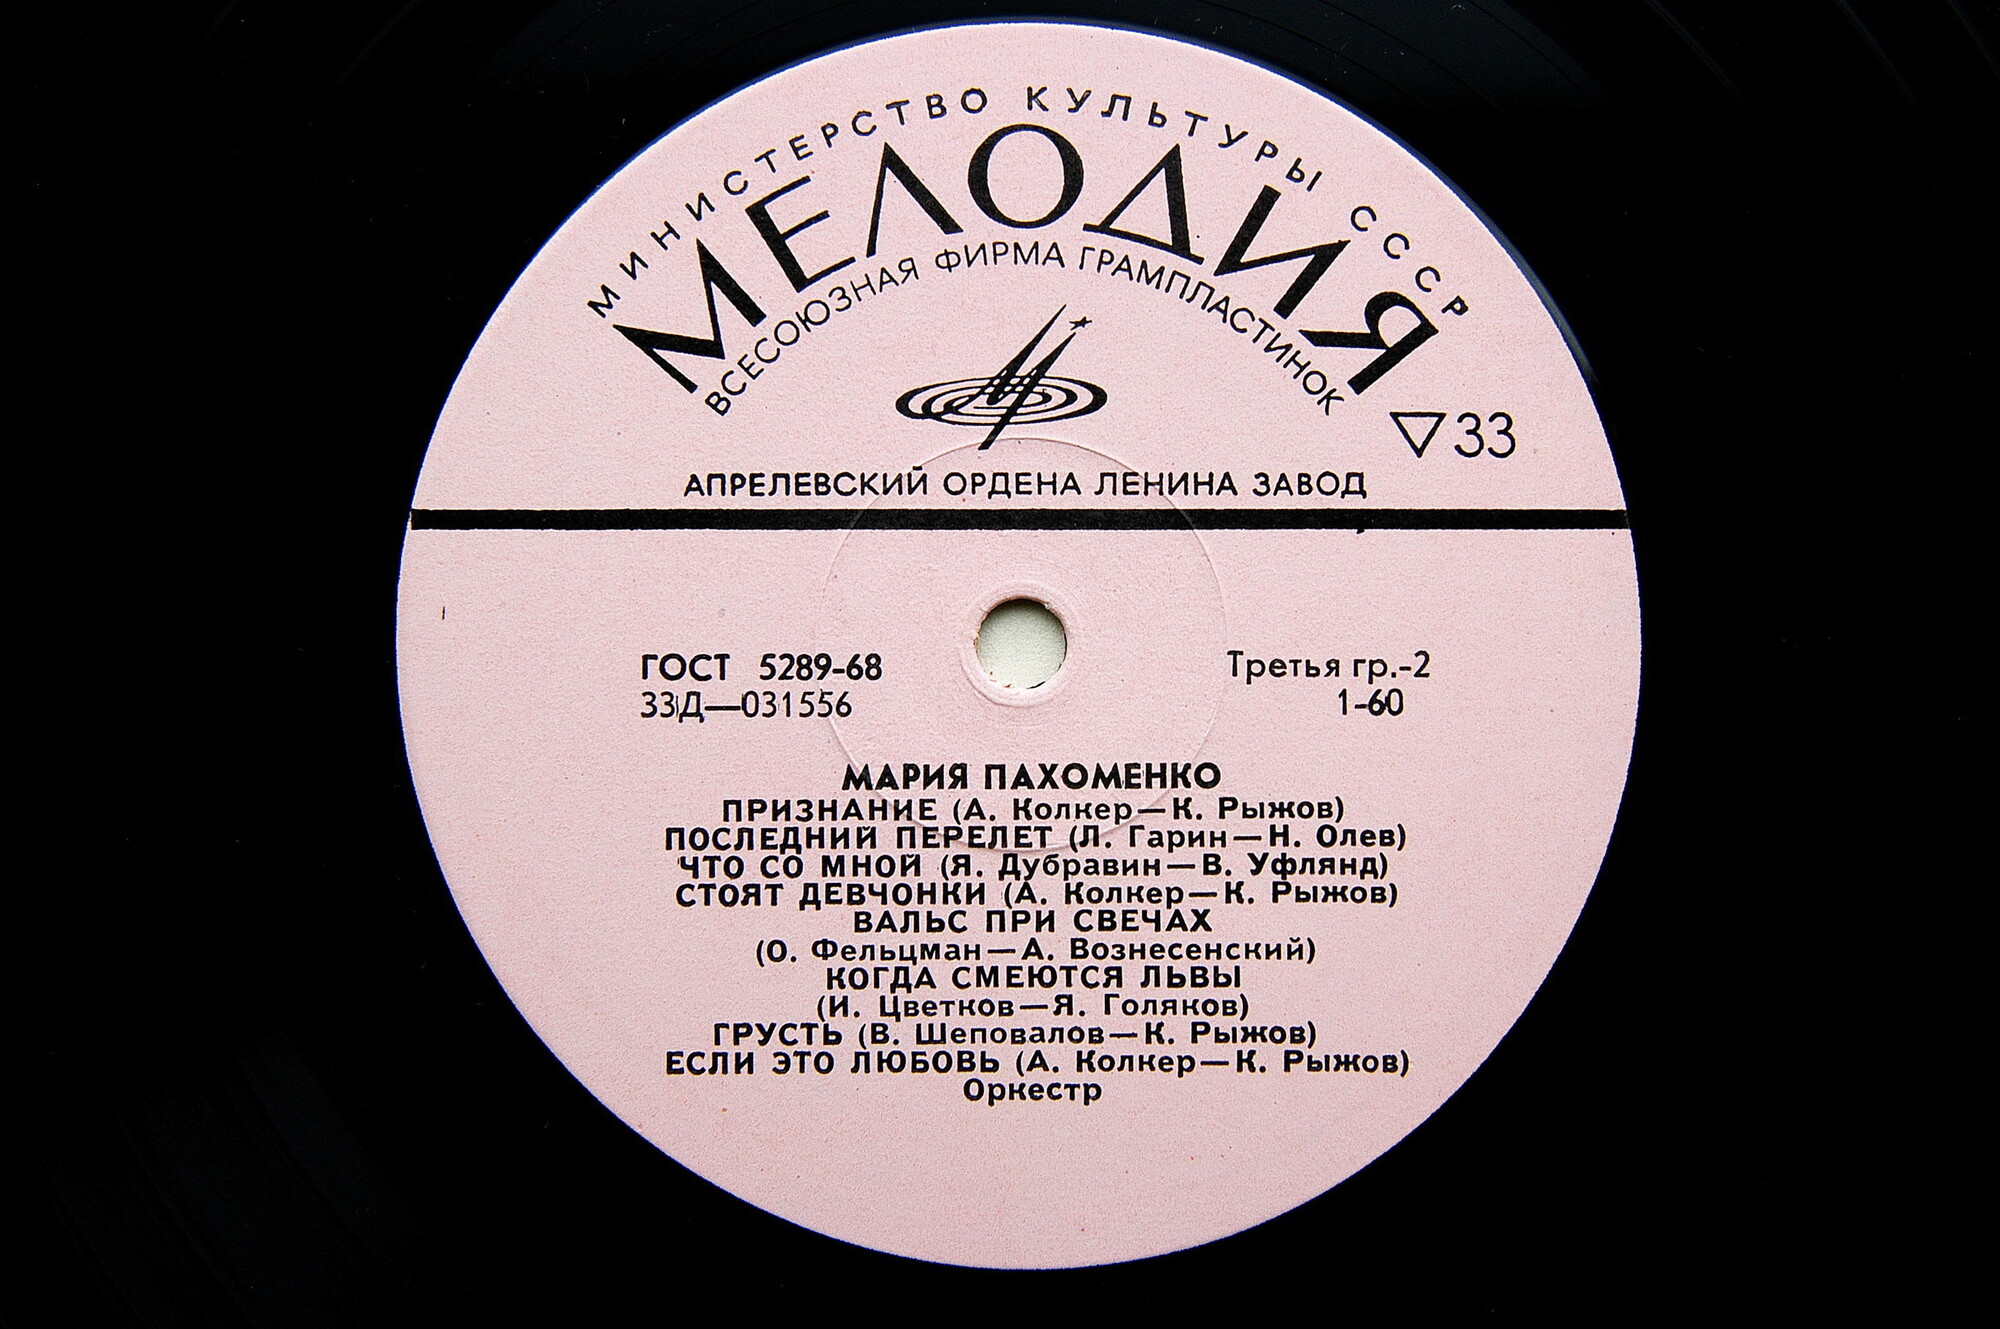 МИНИСТЕРСТВО КУЛЬТУРЫ СССР
МЕЛОДИЯ
ВСЕСОЮЗНАЯ ФИРМА ГРАМПЛАСТИНОК
▽33
АПРЕЛЕВСКИЙ ОРДЕНА ЛЕНИНА ЗАВОД
ГОСТ 5289-68
Третья гр.-2
33Д—031556
1-60
МАРИЯ ПАХОМЕНКО
ПРИЗНАНИЕ (А. Колкер—К. Рыжов)
ПОСЛЕДНИЙ ПЕРЕЛЕТ (Л. Гарин—Н. Олев)
ЧТО СО МНОЙ (Я. Дубравин—В. Уфлянд)
СТОЯТ ДЕВЧОНКИ (А. Колкер—К. Рыжов)
ВАЛЬС ПРИ СВЕЧАХ
(О. Фельцман—А. Вознесенский)
КОГДА СМЕЮТСЯ ЛЬВЫ
(И. Цветков—Я. Голяков)
ГРУСТЬ (В. Шеповалов—К. Рыжов)
ЕСЛИ ЭТО ЛЮБОВЬ (А. Колкер—К. Рыжов)
Оркестр